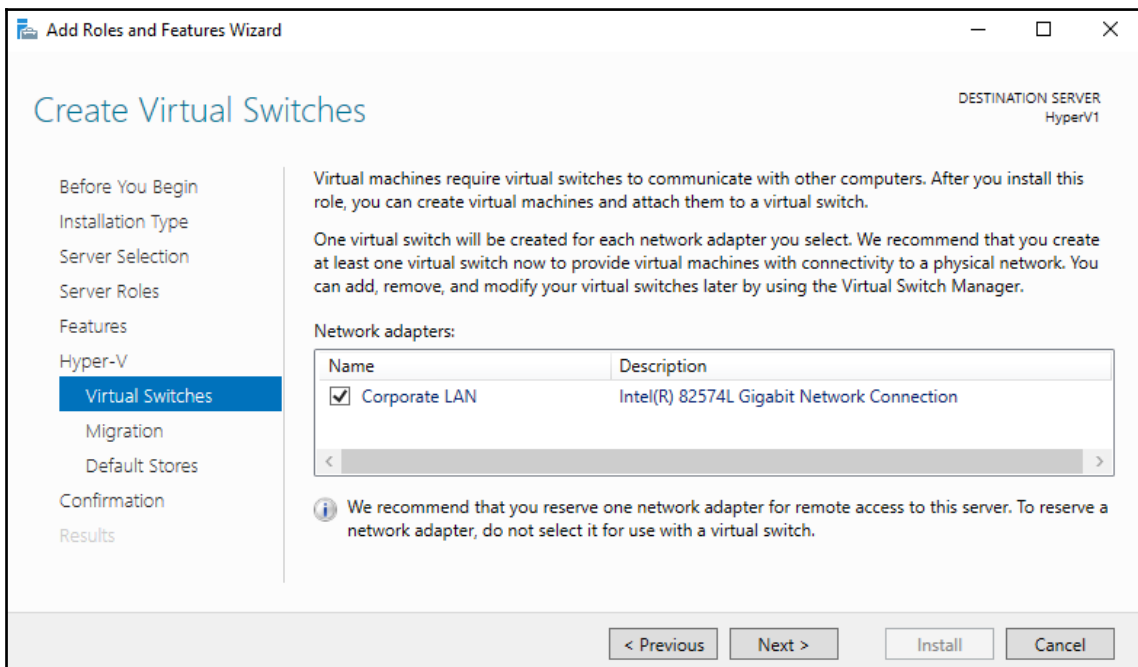 Add Roles and Features Wizard
Create Virtual Switches
DESTINATION SERVER
HyperV1
Before You Begin
Installation Type
Server Selection
Server Roles
Features
Hyper-V
Virtual Switches
Migration
Default Stores
Confirmation
Results
Virtual machines require virtual switches to communicate with other computers. After you install this
role, you can create virtual machines and attach them to a virtual switch.
One virtual switch will be created for each network adapter you select. We recommend that you create
at least one virtual switch now to provide virtual machines with connectivity to a physical network. You
can add, remove, and modify your virtual switches later by using the Virtual Switch Manager.
Network adapters:
Name Description
Corporate LAN Intel(R) 82574L Gigabit Network Connection
We recommend that you reserve one network adapter for remote access to this server. To reserve a
network adapter, do not select it for use with a virtual switch.
< Previous Next > Install Cancel